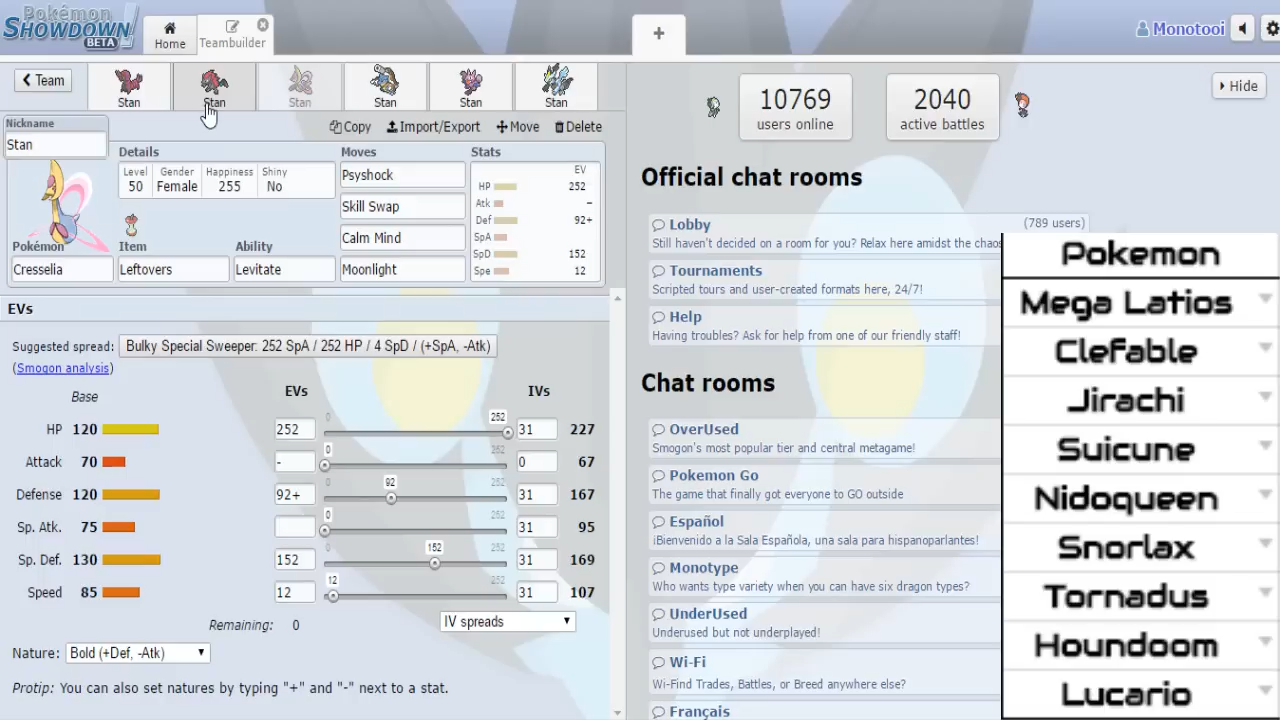 Pokémon
SHOWDOWN!
BETA
Home
Teambuilder
+
Monotooi
Team
Stan
Stan
Stan
Stan
Stan
Stan
10769
users online
2040
active battles
Hide
Nickname
Stan
Copy
Import/Export
Move
Delete
Details
Level
50
Gender
Female
Happiness
255
Shiny
No
Pokémon
Cresselia
Item
Leftovers
Ability
Levitate
Moves
Psyshock
Skill Swap
Calm Mind
Moonlight
Stats
EV
HP 252
Atk –
Def 92+
SpA
SpD 152
Spe 12
EVs
Suggested spread: Bulky Special Sweeper: 252 SpA / 252 HP / 4 SpD / (+SpA, -Atk)
(Smogon analysis)
Base EVs IVs
HP 120 252 0 252 252 31 227
Attack 70 - 0 252 0 67
Defense 120 92+ 0 92 252 31 167
Sp. Atk. 75 0 252 31 95
Sp. Def. 130 152 0 152 252 31 169
Speed 85 12 12 252 31 107
Remaining: 0
IV spreads
Nature: Bold (+Def, -Atk)
Protip: You can also set natures by typing "+" and "-" next to a stat.
Official chat rooms
Lobby (789 users)
Still haven't decided on a room for you? Relax here amidst the chaos
Tournaments
Scripted tours and user-created formats here, 24/7!
Help
Having troubles? Ask for help from one of our friendly staff!
Chat rooms
OverUsed
Smogon's most popular tier and central metagame!
Pokemon Go
The game that finally got everyone to GO outside
Español
¡Bienvenido a la Sala Española, una sala para hispanoparlantes!
Monotype
Who wants type variety when you can have six dragon types?
UnderUsed
Underused but not underplayed!
Wi-Fi
Wi-Find Trades, Battles, or Breed anywhere else?
Français
Pokemon
Mega Latios
Clefable
Jirachi
Suicune
Nidoqueen
Snorlax
Tornadus
Houndoom
Lucario